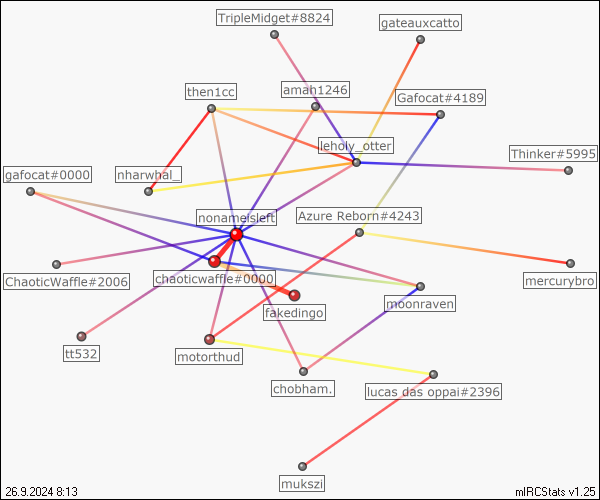 TripleMidget#8824
gateauxcatto
then1cc
amah1246
Gafocat#4189
leholy_otter
Thinker#5995
gafocat#0000
nharwhal_
nonameisleft
Azure Reborn#4243
ChaoticWaffle#2006
chaoticwaffle#0000
mercurybro
moonraven
fakedingo
tt532
motorthud
chobham.
lucas das oppai#2396
mukszi
26.9.2024 8:13
mIRCStats v1.25